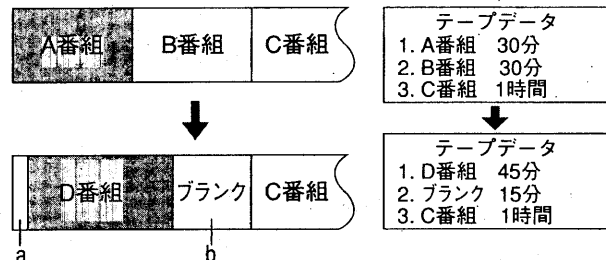 A番組 B番組 C番組
テープデータ
1. A番組 30分
2. B番組 30分
3. C番組 1時間
D番組 ブランク C番組
a b
テープデータ
1. D番組 45分
2. ブランク 15分
3. C番組 1時間